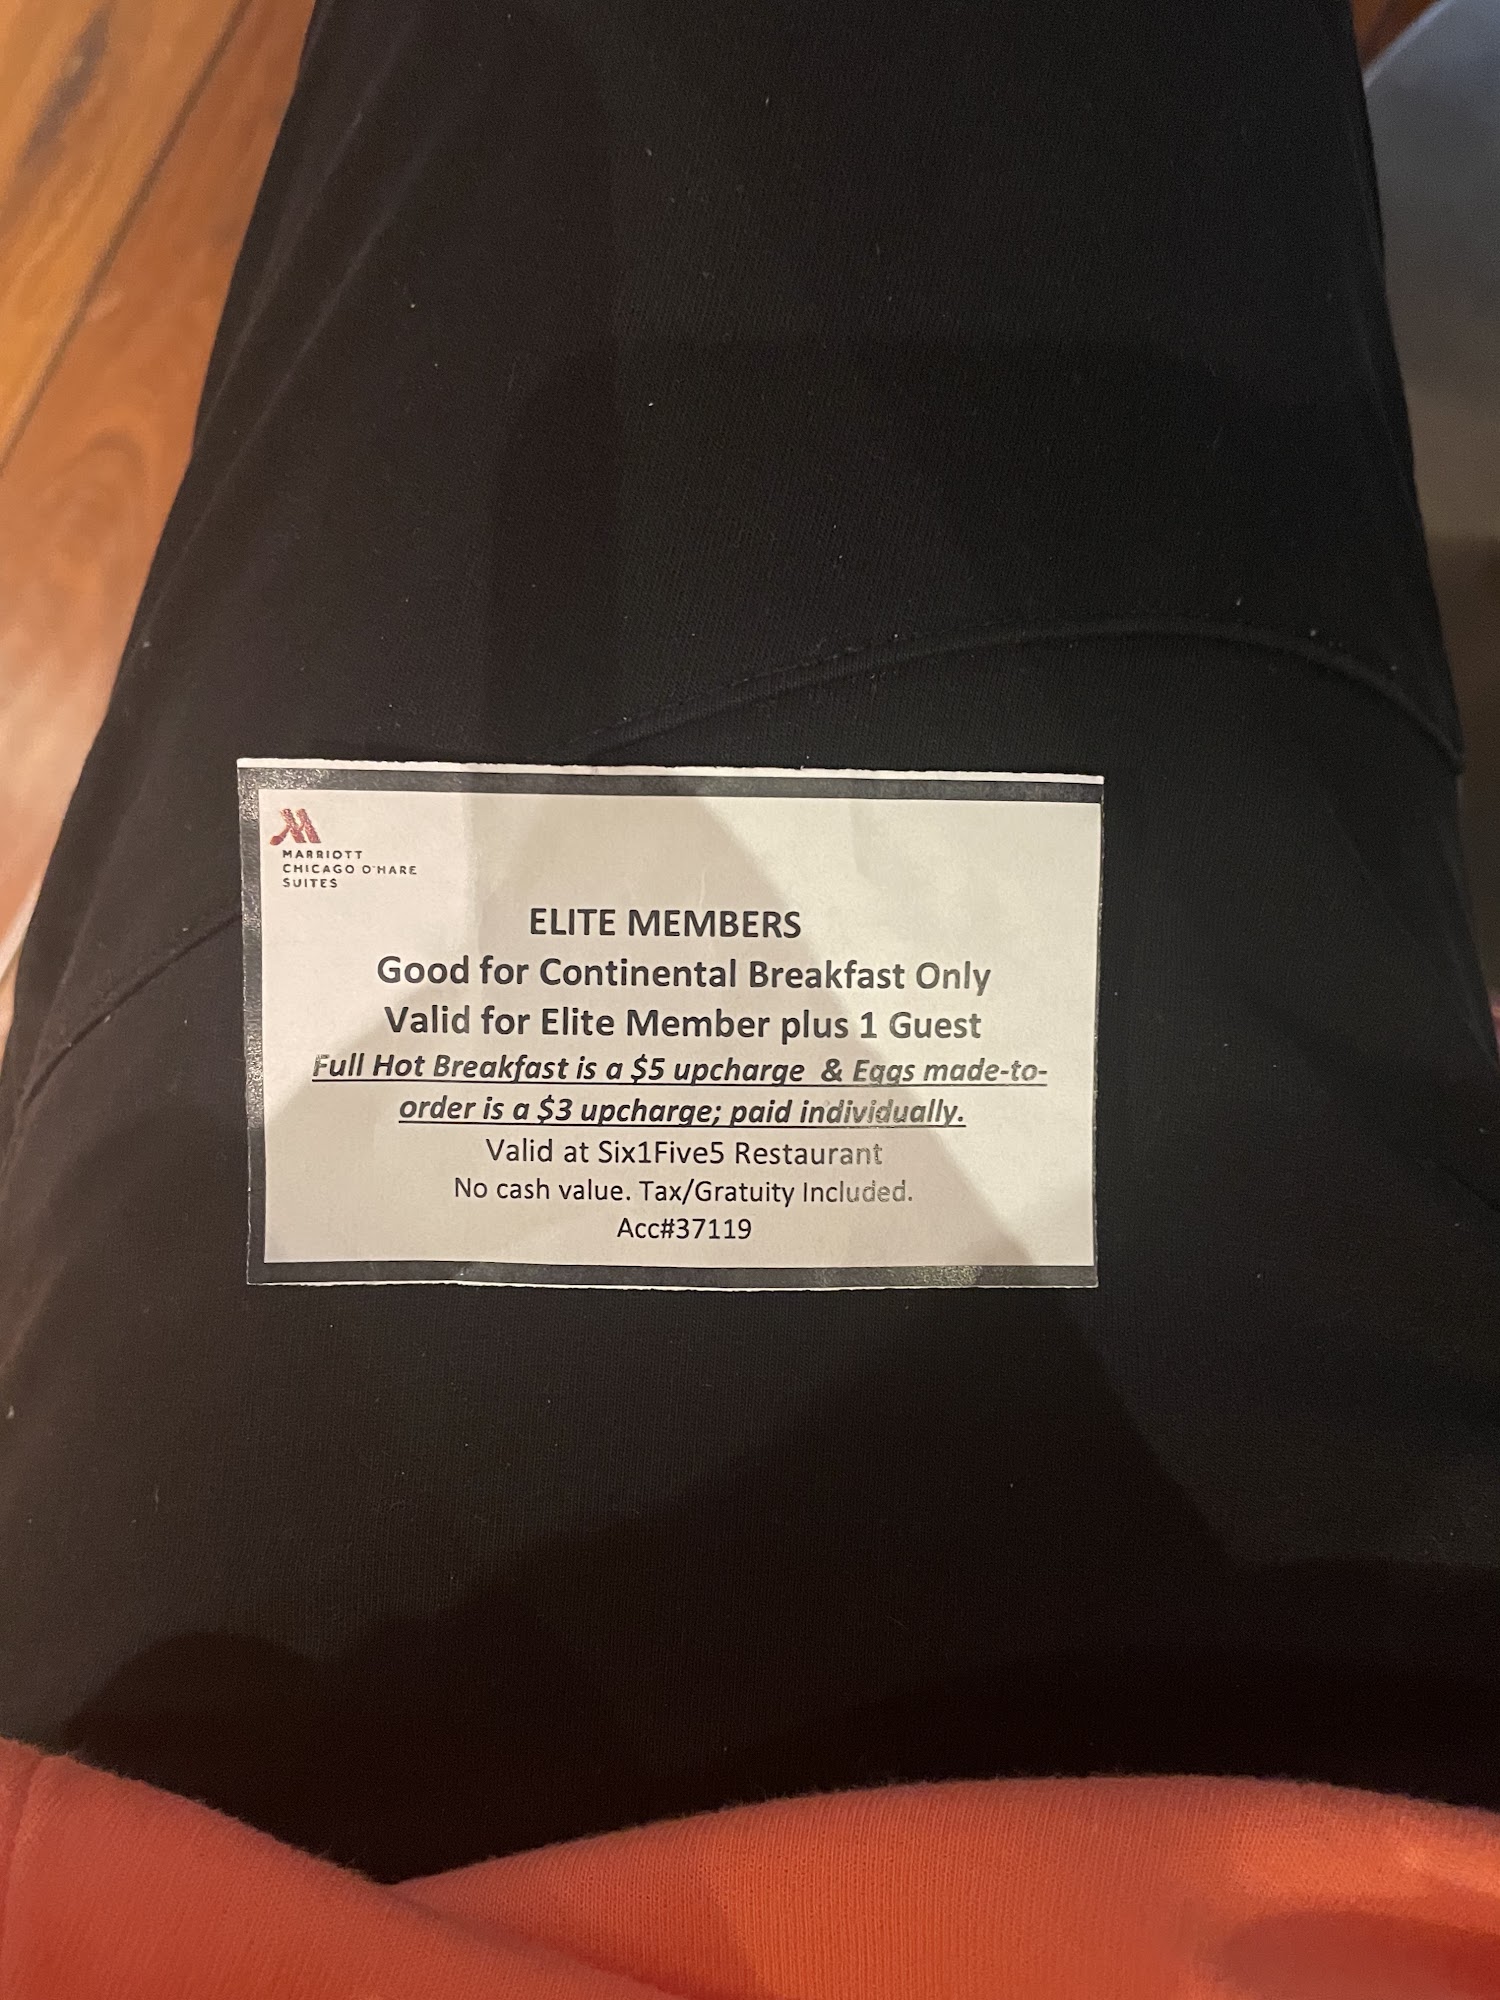 MARRIOTT
CHICAGO O'HARE
SUITES
ELITE MEMBERS
Good for Continental Breakfast Only
Valid for Elite Member plus 1 Guest
Full Hot Breakfast is a $5 upcharge & Eggs made-to-
order is a $3 upcharge; paid individually.
Valid at Six1Five5 Restaurant
No cash value. Tax/Gratuity Included.
Acc#37119